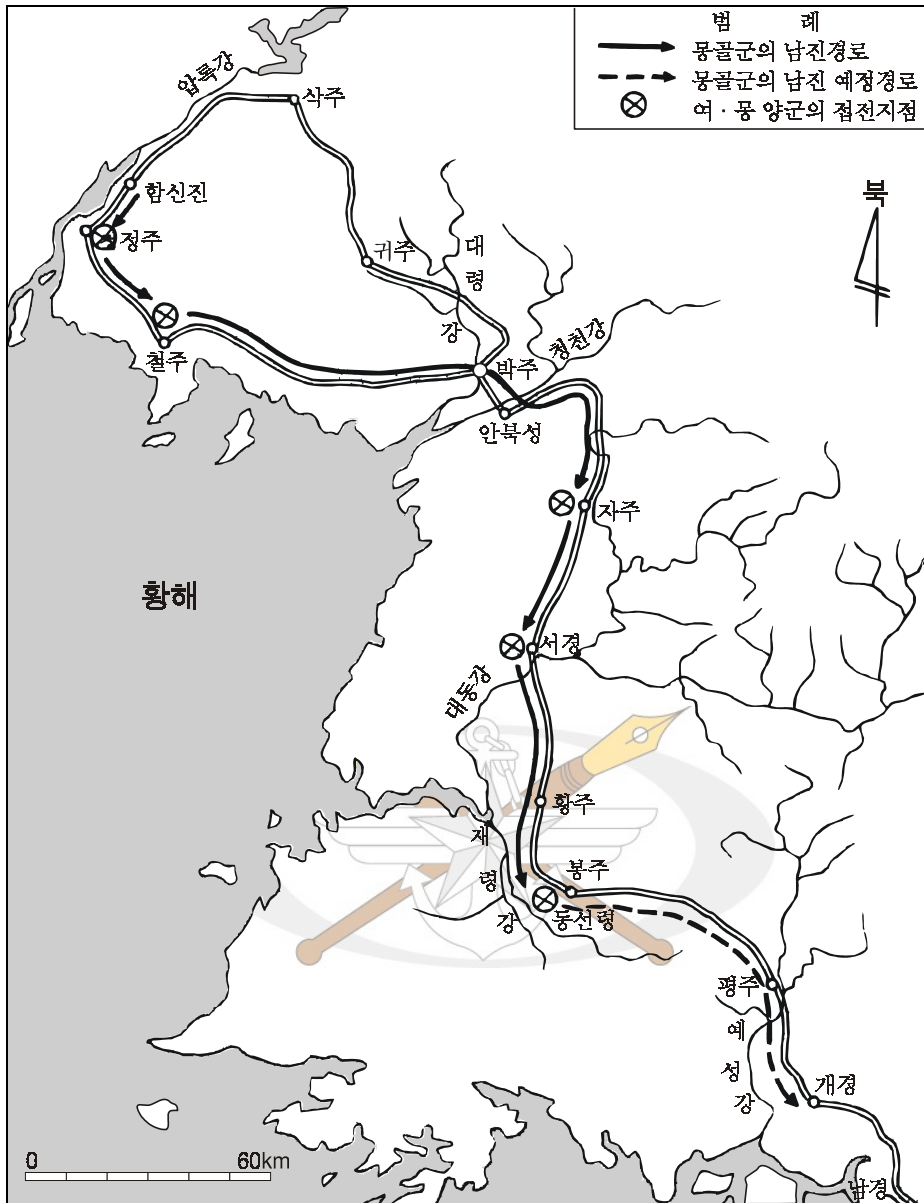 범 례
몽골군의 남진경로
몽골군의 남진 예정경로
여·몽 양군의 접전지점
북
압록강
삭주
함신진
정주
귀주
대령강
철주
박주
청천강
안북성
자주
황해
서경
대동강
황주
재령강
봉주
동선령
평주
예성강
개경
0 60km
남경